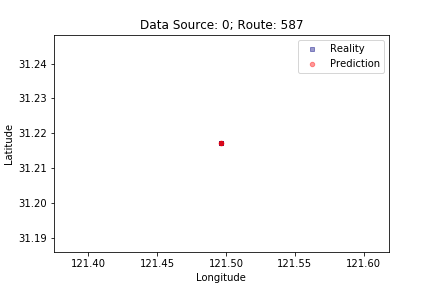 Data Source: 0; Route: 587
Reality
Prediction
31.24
31.23
31.22
31.21
31.20
31.19
Latitude
121.40 121.45 121.50 121.55 121.60
Longitude